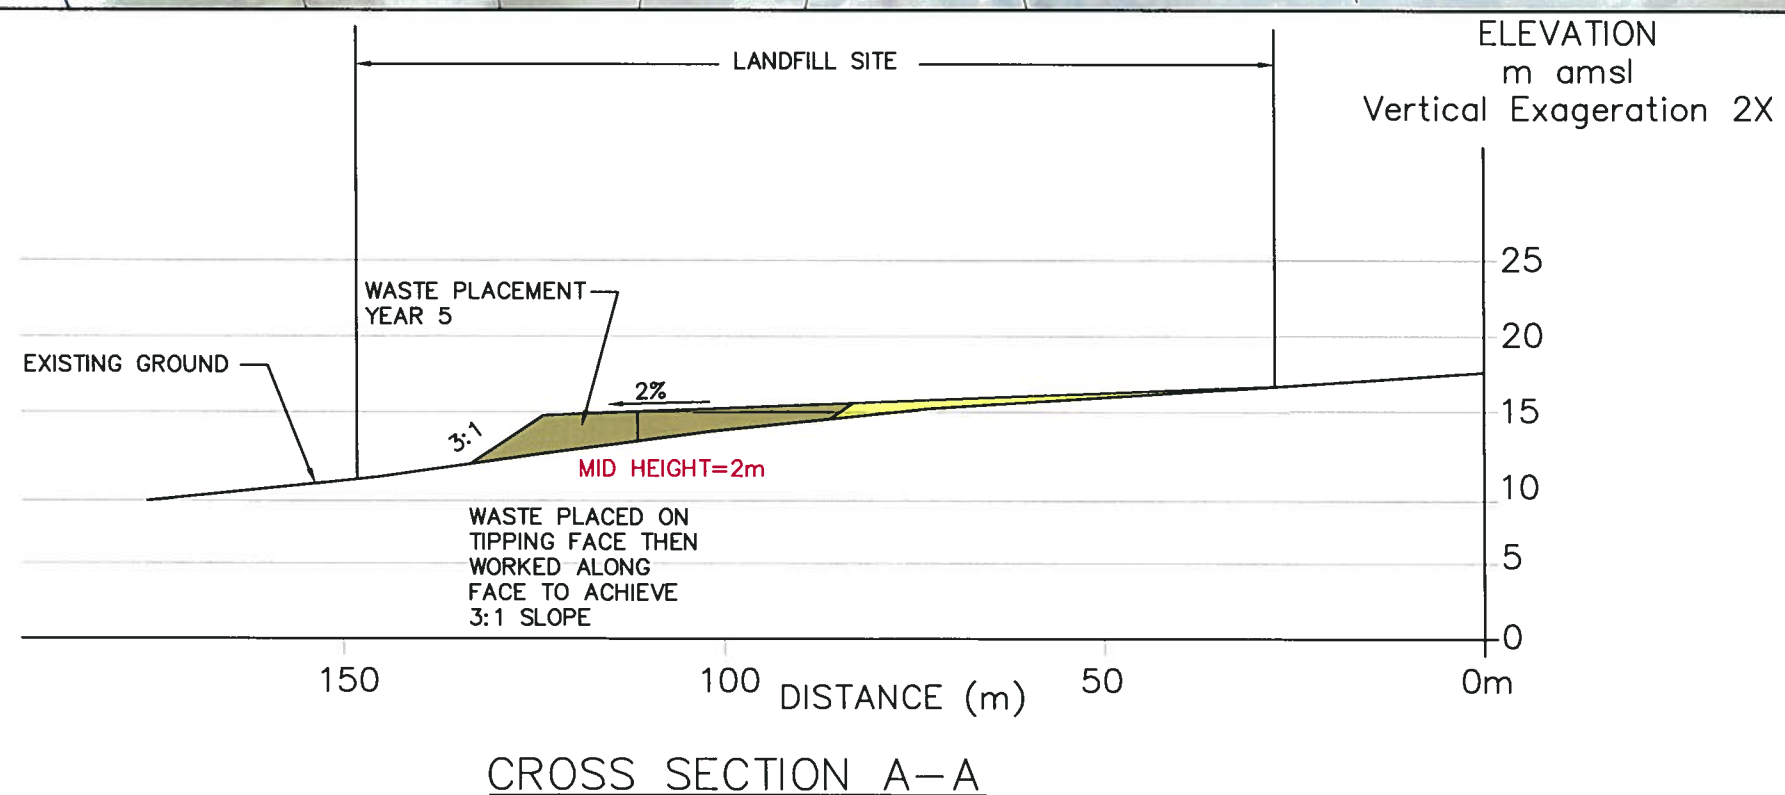 ELEVATION
m amsl
Vertical Exageration 2X
LANDFILL SITE
25
WASTE PLACEMENT
YEAR 5
20
EXISTING GROUND
2%
15
3:1
MID HEIGHT=2m
10
WASTE PLACED ON
TIPPING FACE THEN
WORKED ALONG
FACE TO ACHIEVE
3:1 SLOPE
5
0
150
100
50
0m
DISTANCE (m)
CROSS SECTION A-A